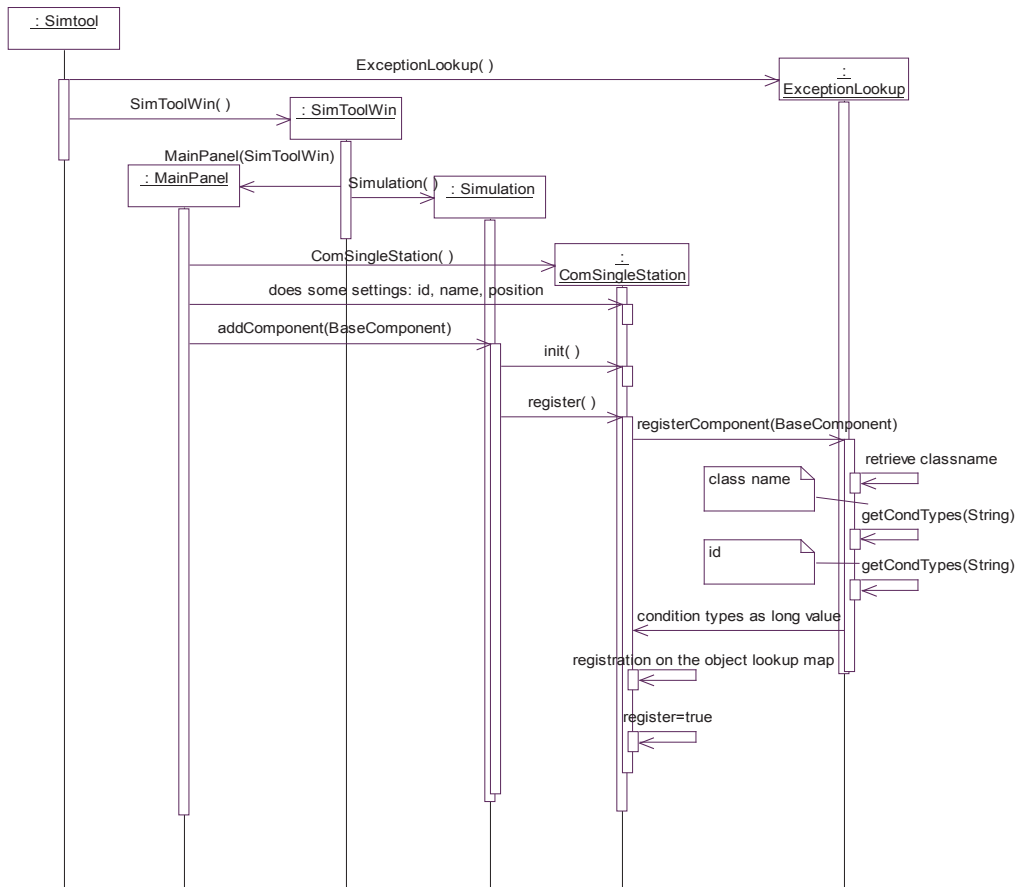 : Simtool
ExceptionLookup( )
:
ExceptionLookup
SimToolWin( )
: SimToolWin
MainPanel(SimToolWin)
: MainPanel
Simulation( )
: Simulation
ComSingleStation( )
:
ComSingleStation
does some settings: id, name, position
addComponent(BaseComponent)
init( )
register( )
registerComponent(BaseComponent)
retrieve classname
class name
getCondTypes(String)
id
getCondTypes(String)
condition types as long value
registration on the object lookup map
register=true